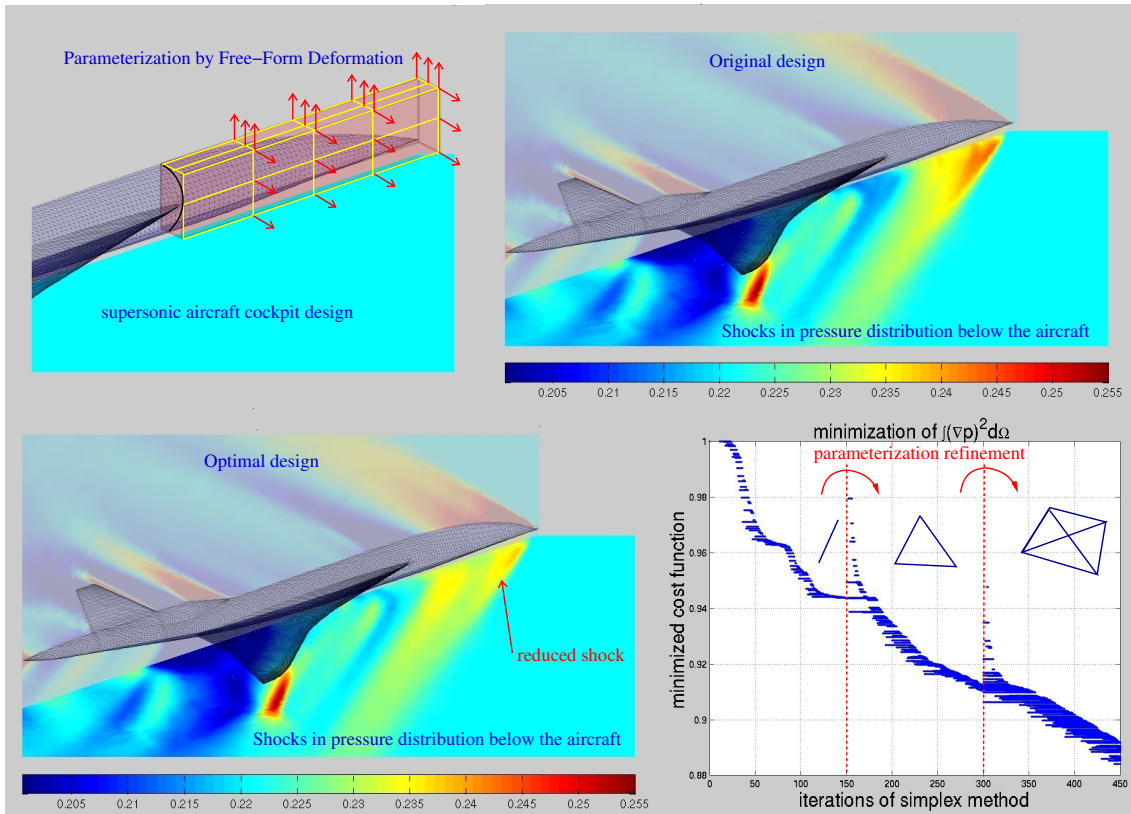 Parameterization by Free−Form Deformation
supersonic aircraft cockpit design
Original design
Shocks in pressure distribution below the aircraft
0.205 0.21 0.215 0.22 0.225 0.23 0.235 0.24 0.245 0.25 0.255
Optimal design
reduced shock
Shocks in pressure distribution below the aircraft
0.205 0.21 0.215 0.22 0.225 0.23 0.235 0.24 0.245 0.25 0.255
minimization of ∫(∇p)²dΩ
parameterization refinement
minimized cost function
1
0.98
0.96
0.94
0.92
0.9
0.88
0 50 100 150 200 250 300 350 400 450
iterations of simplex method